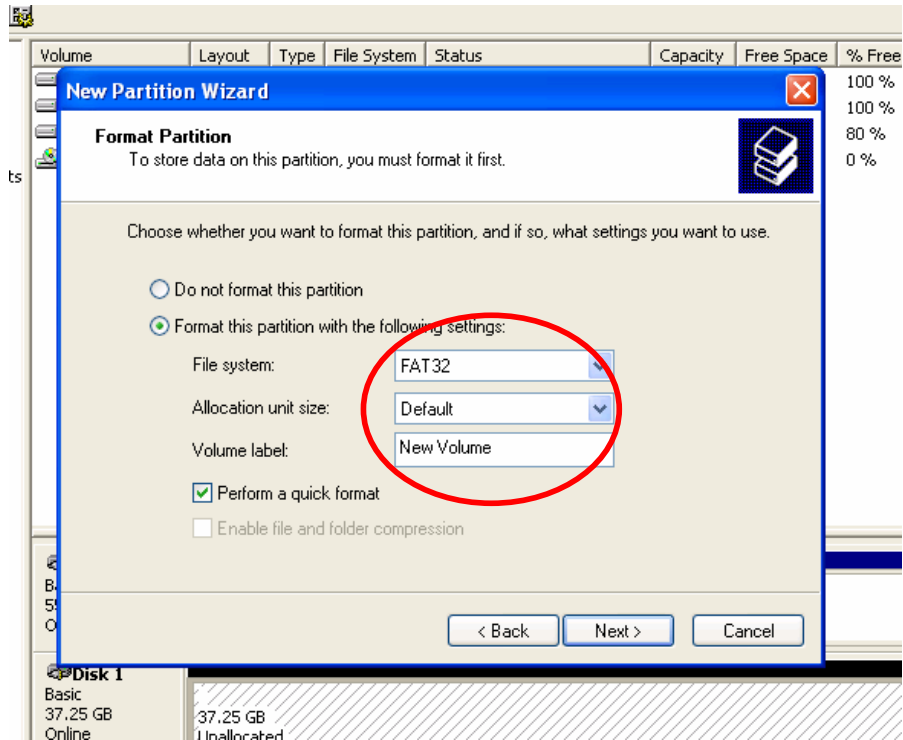 Volume Layout Type File System Status Capacity Free Space % Free
New Partition Wizard
100 %
100 %
80 %
0 %
ts
Format Partition
To store data on this partition, you must format it first.
Choose whether you want to format this partition, and if so, what settings you want to use.
Do not format this partition
Format this partition with the following settings:
File system: FAT32
Allocation unit size: Default
Volume label: New Volume
Perform a quick format
Enable file and folder compression
< Back Next > Cancel
Disk 1
Basic
37.25 GB
Online
37.25 GB
Unallocated